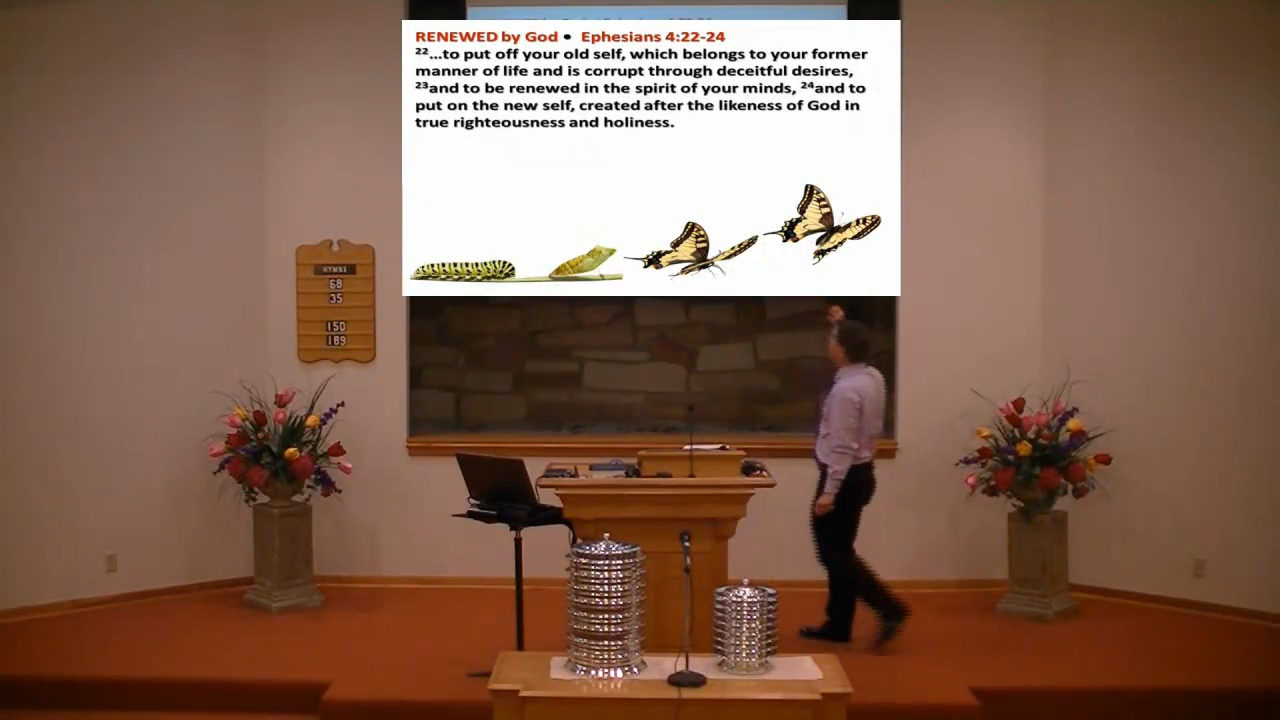 RENEWED by God • Ephesians 4:22-24
22...to put off your old self, which belongs to your former
manner of life and is corrupt through deceitful desires,
23and to be renewed in the spirit of your minds, 24and to
put on the new self, created after the likeness of God in
true righteousness and holiness.
HYMNS
68
35
150
189